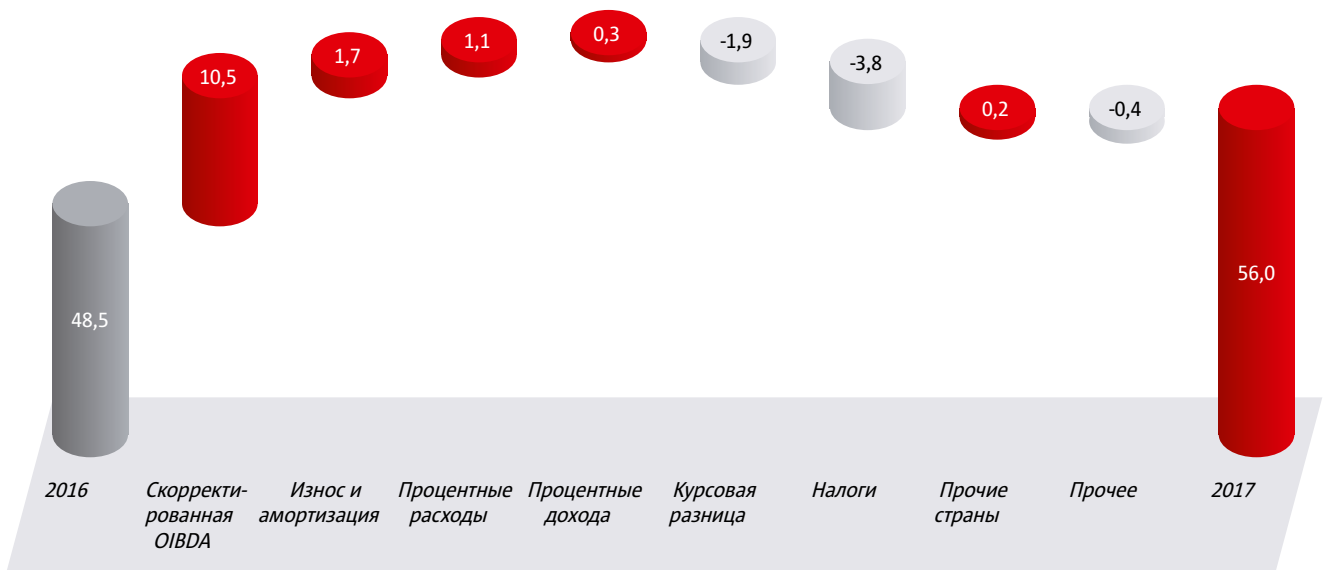 10,5
1,7
1,1
0,3
-1,9
-3,8
0,2
-0,4
48,5
56,0
2016
Скорректи-
рованная
OIBDA
Износ и
амортизация
Процентные
расходы
Процентные
дохода
Курсовая
разница
Налоги
Прочие
страны
Прочее
2017